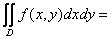 ∬_D f(x,y)dxdy=